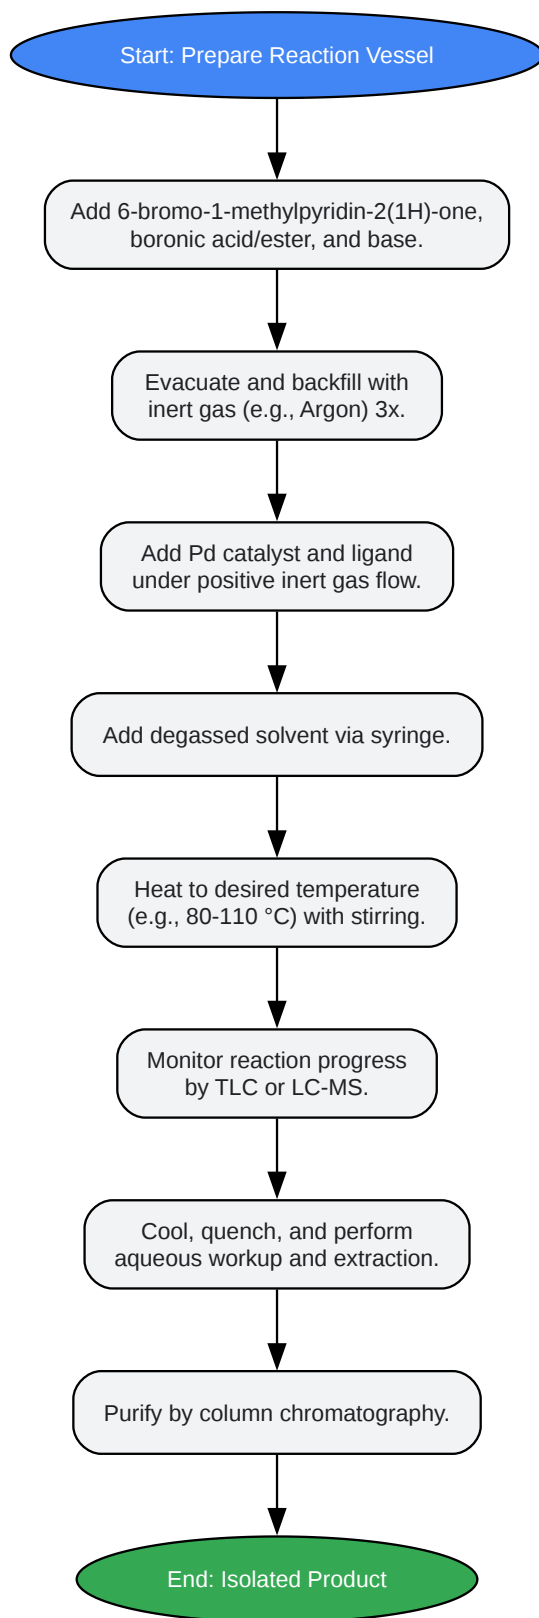 Start: Prepare Reaction Vessel
Add 6-bromo-1-methylpyridin-2(1H)-one,
boronic acid/ester, and base.
Evacuate and backfill with
inert gas (e.g., Argon) 3x.
Add Pd catalyst and ligand
under positive inert gas flow.
Add degassed solvent via syringe.
Heat to desired temperature
(e.g., 80-110 °C) with stirring.
Monitor reaction progress
by TLC or LC-MS.
Cool, quench, and perform
aqueous workup and extraction.
Purify by column chromatography.
End: Isolated Product